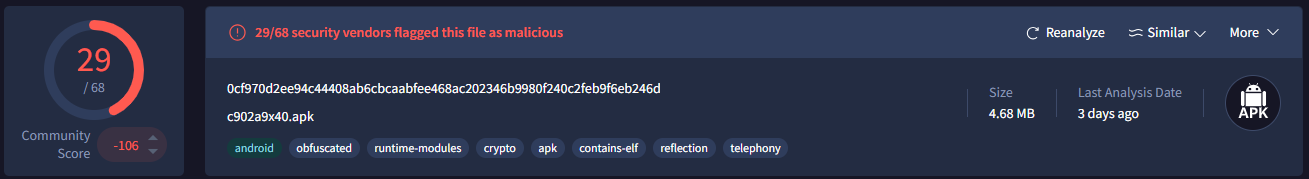 29
/ 68
Community
Score
-106
29/68 security vendors flagged this file as malicious
Reanalyze
Similar
More
0cf970d2ee94c44408ab6cbcaabfee468ac202346b9980f240c2feb9f6eb246d
c902a9x40.apk
android obfuscated runtime-modules crypto apk contains-elf reflection telephony
Size
4.68 MB
Last Analysis Date
3 days ago
APK